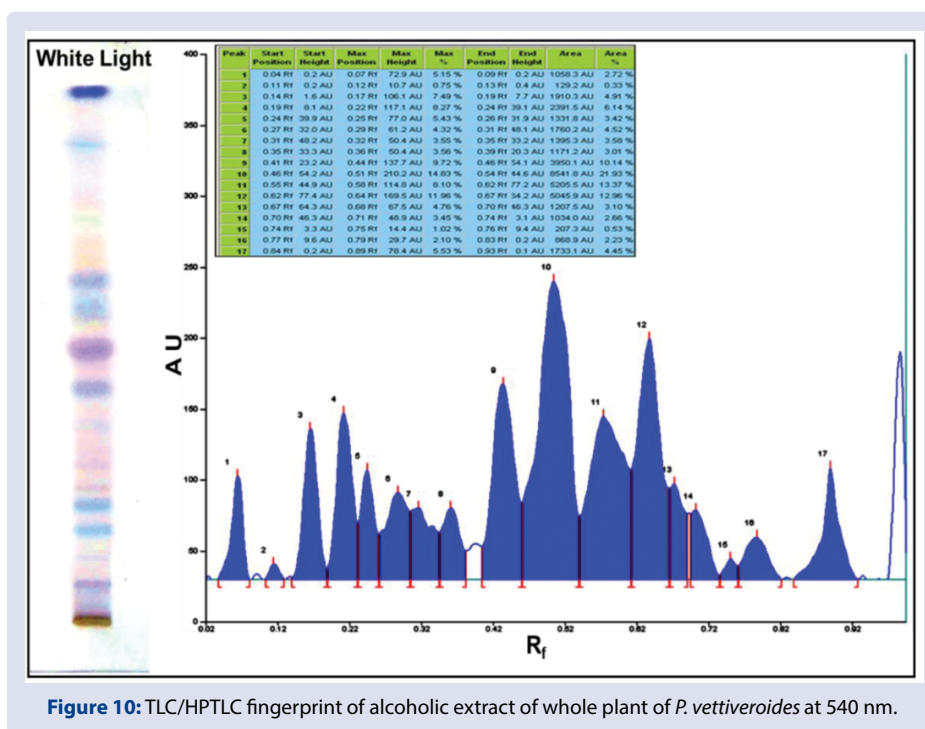 White Light
Peak Start Position Start Height Max Position Max Height Max % End Position End Height Area Area %
1 0.04 Rf 0.2 AU 0.07 Rf 72.9 AU 5.15 % 0.09 Rf 0.2 AU 1058.3 AU 2.72 %
2 0.11 Rf 0.2 AU 0.12 Rf 10.7 AU 0.75 % 0.13 Rf 0.4 AU 129.2 AU 0.33 %
3 0.14 Rf 1.6 AU 0.17 Rf 106.1 AU 7.49 % 0.19 Rf 7.7 AU 1910.3 AU 4.91 %
4 0.19 Rf 8.1 AU 0.22 Rf 117.1 AU 8.27 % 0.24 Rf 39.1 AU 2391.5 AU 6.14 %
5 0.24 Rf 39.9 AU 0.25 Rf 77.0 AU 5.43 % 0.26 Rf 31.9 AU 1331.8 AU 3.42 %
6 0.27 Rf 32.0 AU 0.29 Rf 61.2 AU 4.32 % 0.31 Rf 48.1 AU 1760.2 AU 4.52 %
7 0.31 Rf 48.2 AU 0.32 Rf 50.4 AU 3.55 % 0.35 Rf 33.2 AU 1395.3 AU 3.58 %
8 0.35 Rf 33.3 AU 0.36 Rf 50.4 AU 3.56 % 0.39 Rf 20.3 AU 1171.2 AU 3.01 %
9 0.41 Rf 23.2 AU 0.44 Rf 137.7 AU 9.72 % 0.46 Rf 54.1 AU 3950.1 AU 10.14 %
10 0.46 Rf 54.2 AU 0.51 Rf 210.2 AU 14.83 % 0.54 Rf 44.6 AU 8541.8 AU 21.93 %
11 0.55 Rf 44.9 AU 0.58 Rf 114.8 AU 8.10 % 0.62 Rf 77.2 AU 5205.5 AU 13.37 %
12 0.62 Rf 77.4 AU 0.64 Rf 169.5 AU 11.96 % 0.67 Rf 54.2 AU 5045.9 AU 12.96 %
13 0.67 Rf 64.3 AU 0.68 Rf 67.5 AU 4.76 % 0.70 Rf 46.3 AU 1207.5 AU 3.10 %
14 0.70 Rf 46.3 AU 0.71 Rf 48.9 AU 3.45 % 0.74 Rf 3.1 AU 1034.0 AU 2.66 %
15 0.74 Rf 3.3 AU 0.75 Rf 14.4 AU 1.02 % 0.76 Rf 9.4 AU 207.3 AU 0.53 %
16 0.77 Rf 9.6 AU 0.79 Rf 29.7 AU 2.10 % 0.83 Rf 0.2 AU 868.9 AU 2.23 %
17 0.84 Rf 0.2 AU 0.89 Rf 78.4 AU 5.53 % 0.93 Rf 0.1 AU 1733.1 AU 4.45 %
400
350
300
250
200
150
100
50
0
A U
1
2
3
4
5
6
7
8
9
10
11
12
13
14
15
16
17
0.02 0.12 0.22 0.32 0.42 0.52 0.62 0.72 0.82 0.92
Rf
Figure 10: TLC/HPTLC fingerprint of alcoholic extract of whole plant of P. vettiveroides at 540 nm.